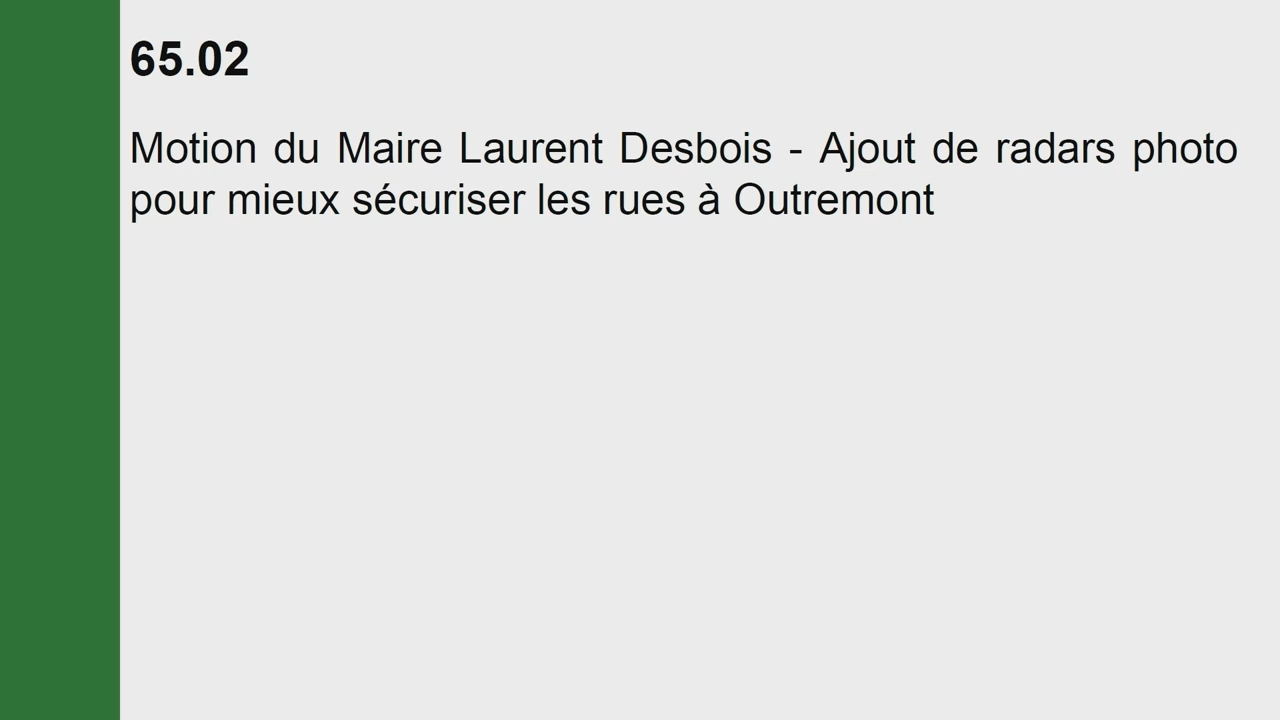 65.02
Motion du Maire Laurent Desbois - Ajout de radars photo
pour mieux sécuriser les rues à Outremont